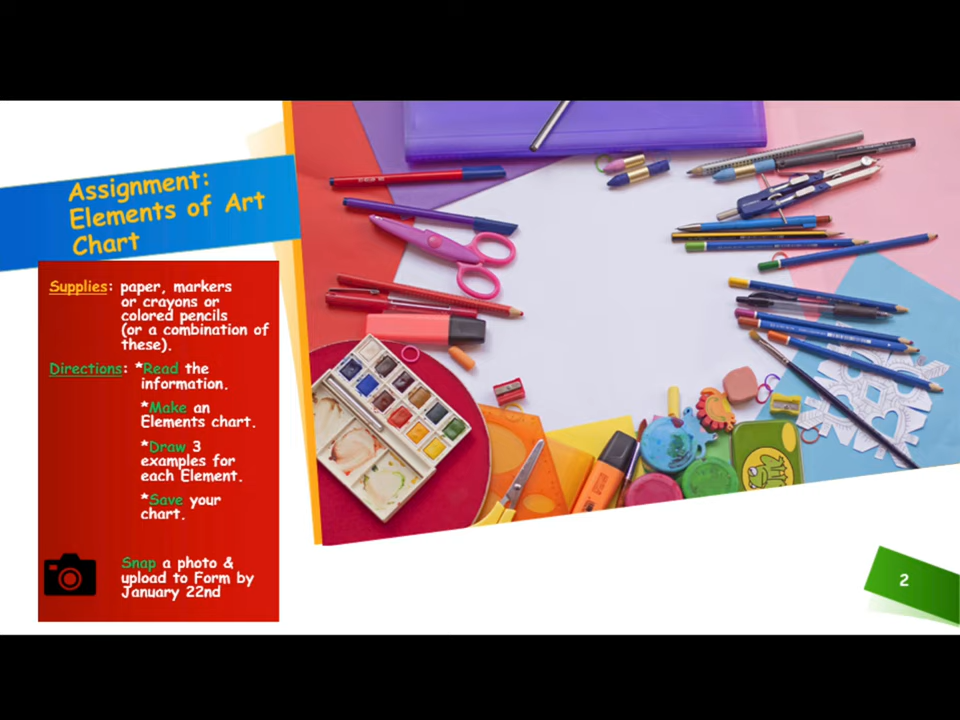 Assignment:
Elements of Art
Chart
Supplies: paper, markers
or crayons or
colored pencils
(or a combination of
these).
Directions: *Read the
information.
*Make an
Elements chart.
*Draw 3
examples for
each Element.
*Save your
chart.
Snap a photo &
upload to Form by
January 22nd
2